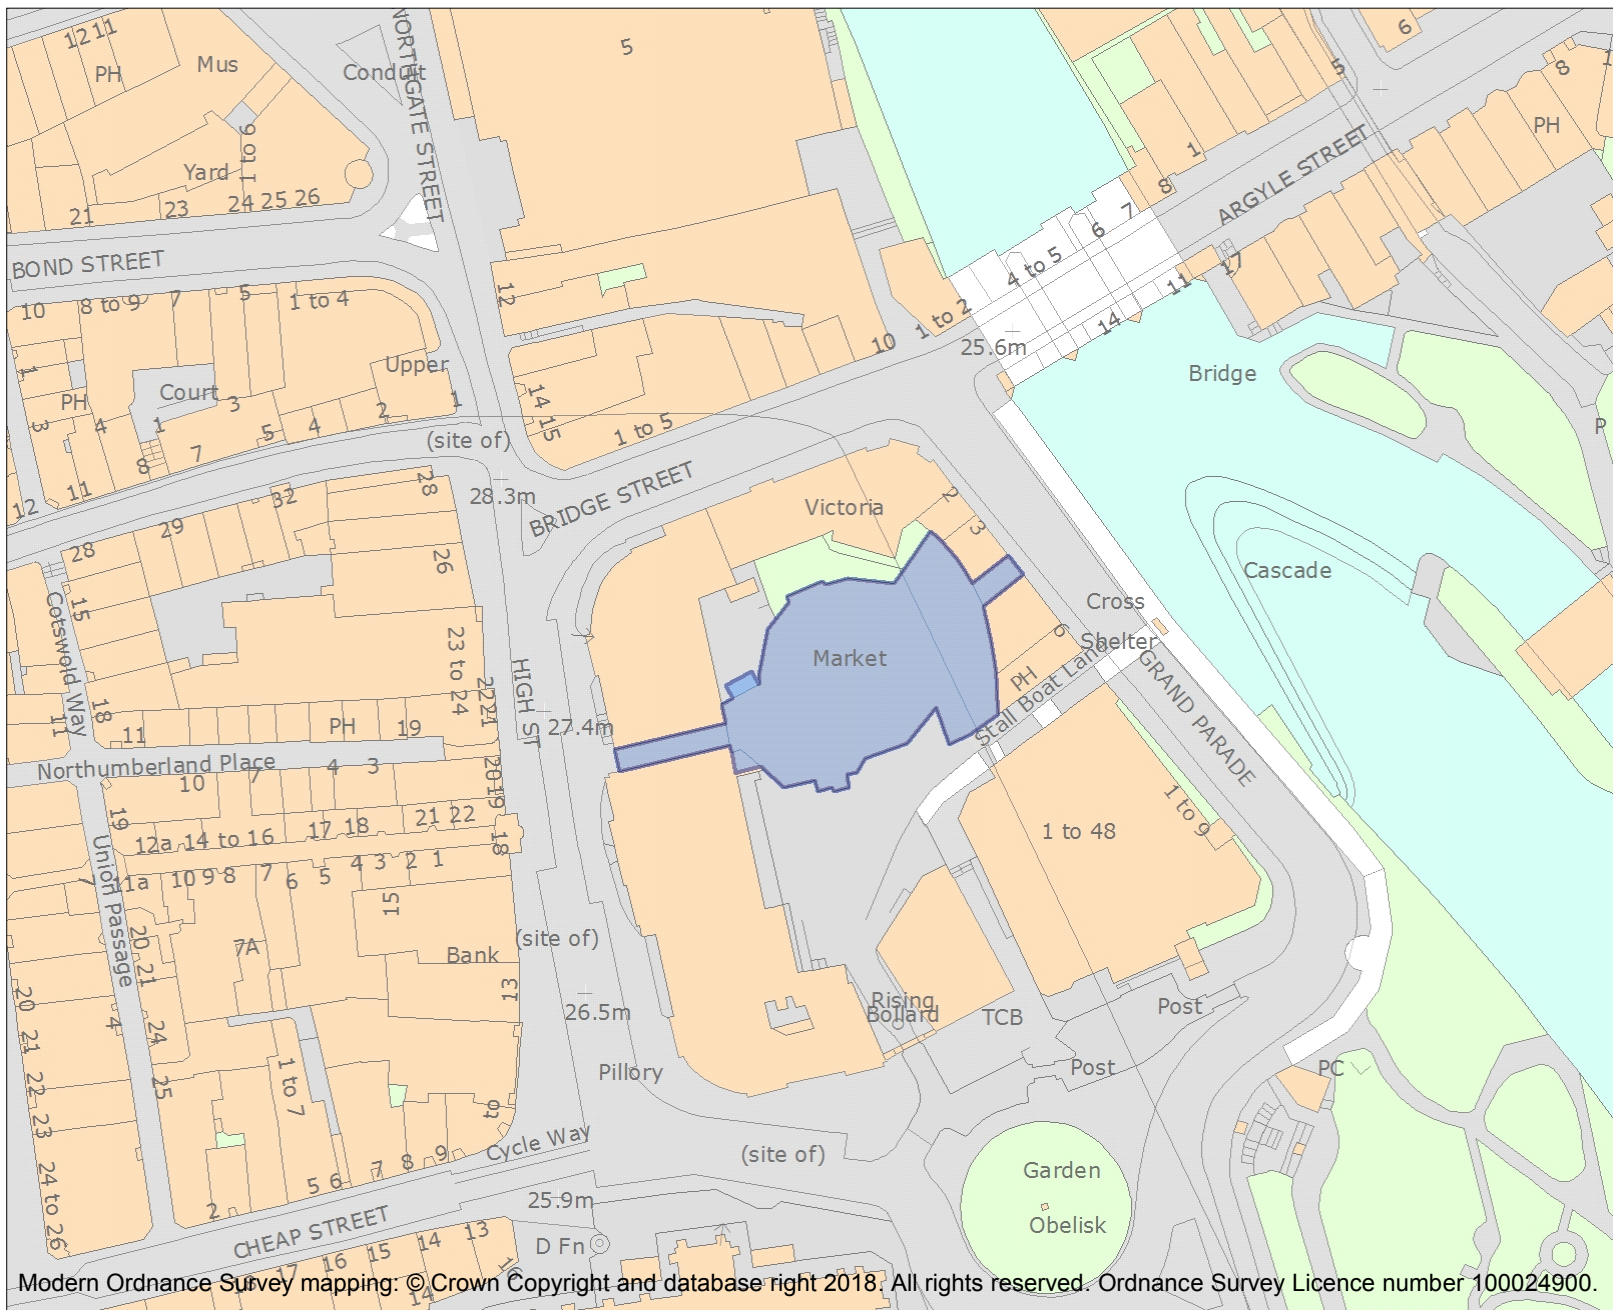 12 11
PH
Mus
Conduit
NORTHGATE STREET
5
6
5
8
PH
Yard
1 to 6
21
23
24 25 26
1
8
7
6
4 to 5
ARGYLE STREET
BOND STREET
10
8 to 9
7
5
1 to 4
12
17
11
14
1 to 2
10
25.6m
Bridge
Upper
1
PH
Court
3
3
4
1
5
4
2
1
14
15
1 to 5
(site of)
8
7
11
12
28
28.3m
BRIDGE STREET
P
32
29
28
26
Victoria
2
3
Cascade
15
Cotswold Way
23 to 24
Cross
Shelter
6
Market
PH
Stall Boat Land
GRAND PARADE
22
21
HIGH ST
27.4m
18
11
11
PH
19
Northumberland Place
10
7
4
3
20
19
19
12a
14 to 16
17
18
21
22
18
1 to 9
1 to 48
Union Passage
7
11a
10
9
8
7
6
5
4
3
2
1
15
7A
Bank
(site of)
20
21
13
20
21
4
24
26.5m
Rising
Bollard
TCB
Post
Post
PC
Pillory
22
25
1 to 7
23
to
Cycle Way
(site of)
Garden
Obelisk
24 to 26
2
5
6
7
8
9
25.9m
CHEAP STREET
D Fn
13
14
15
16
17
18
16
14
Modern Ordnance Survey mapping: © Crown Copyright and database right 2018. All rights reserved. Ordnance Survey Licence number 100024900.